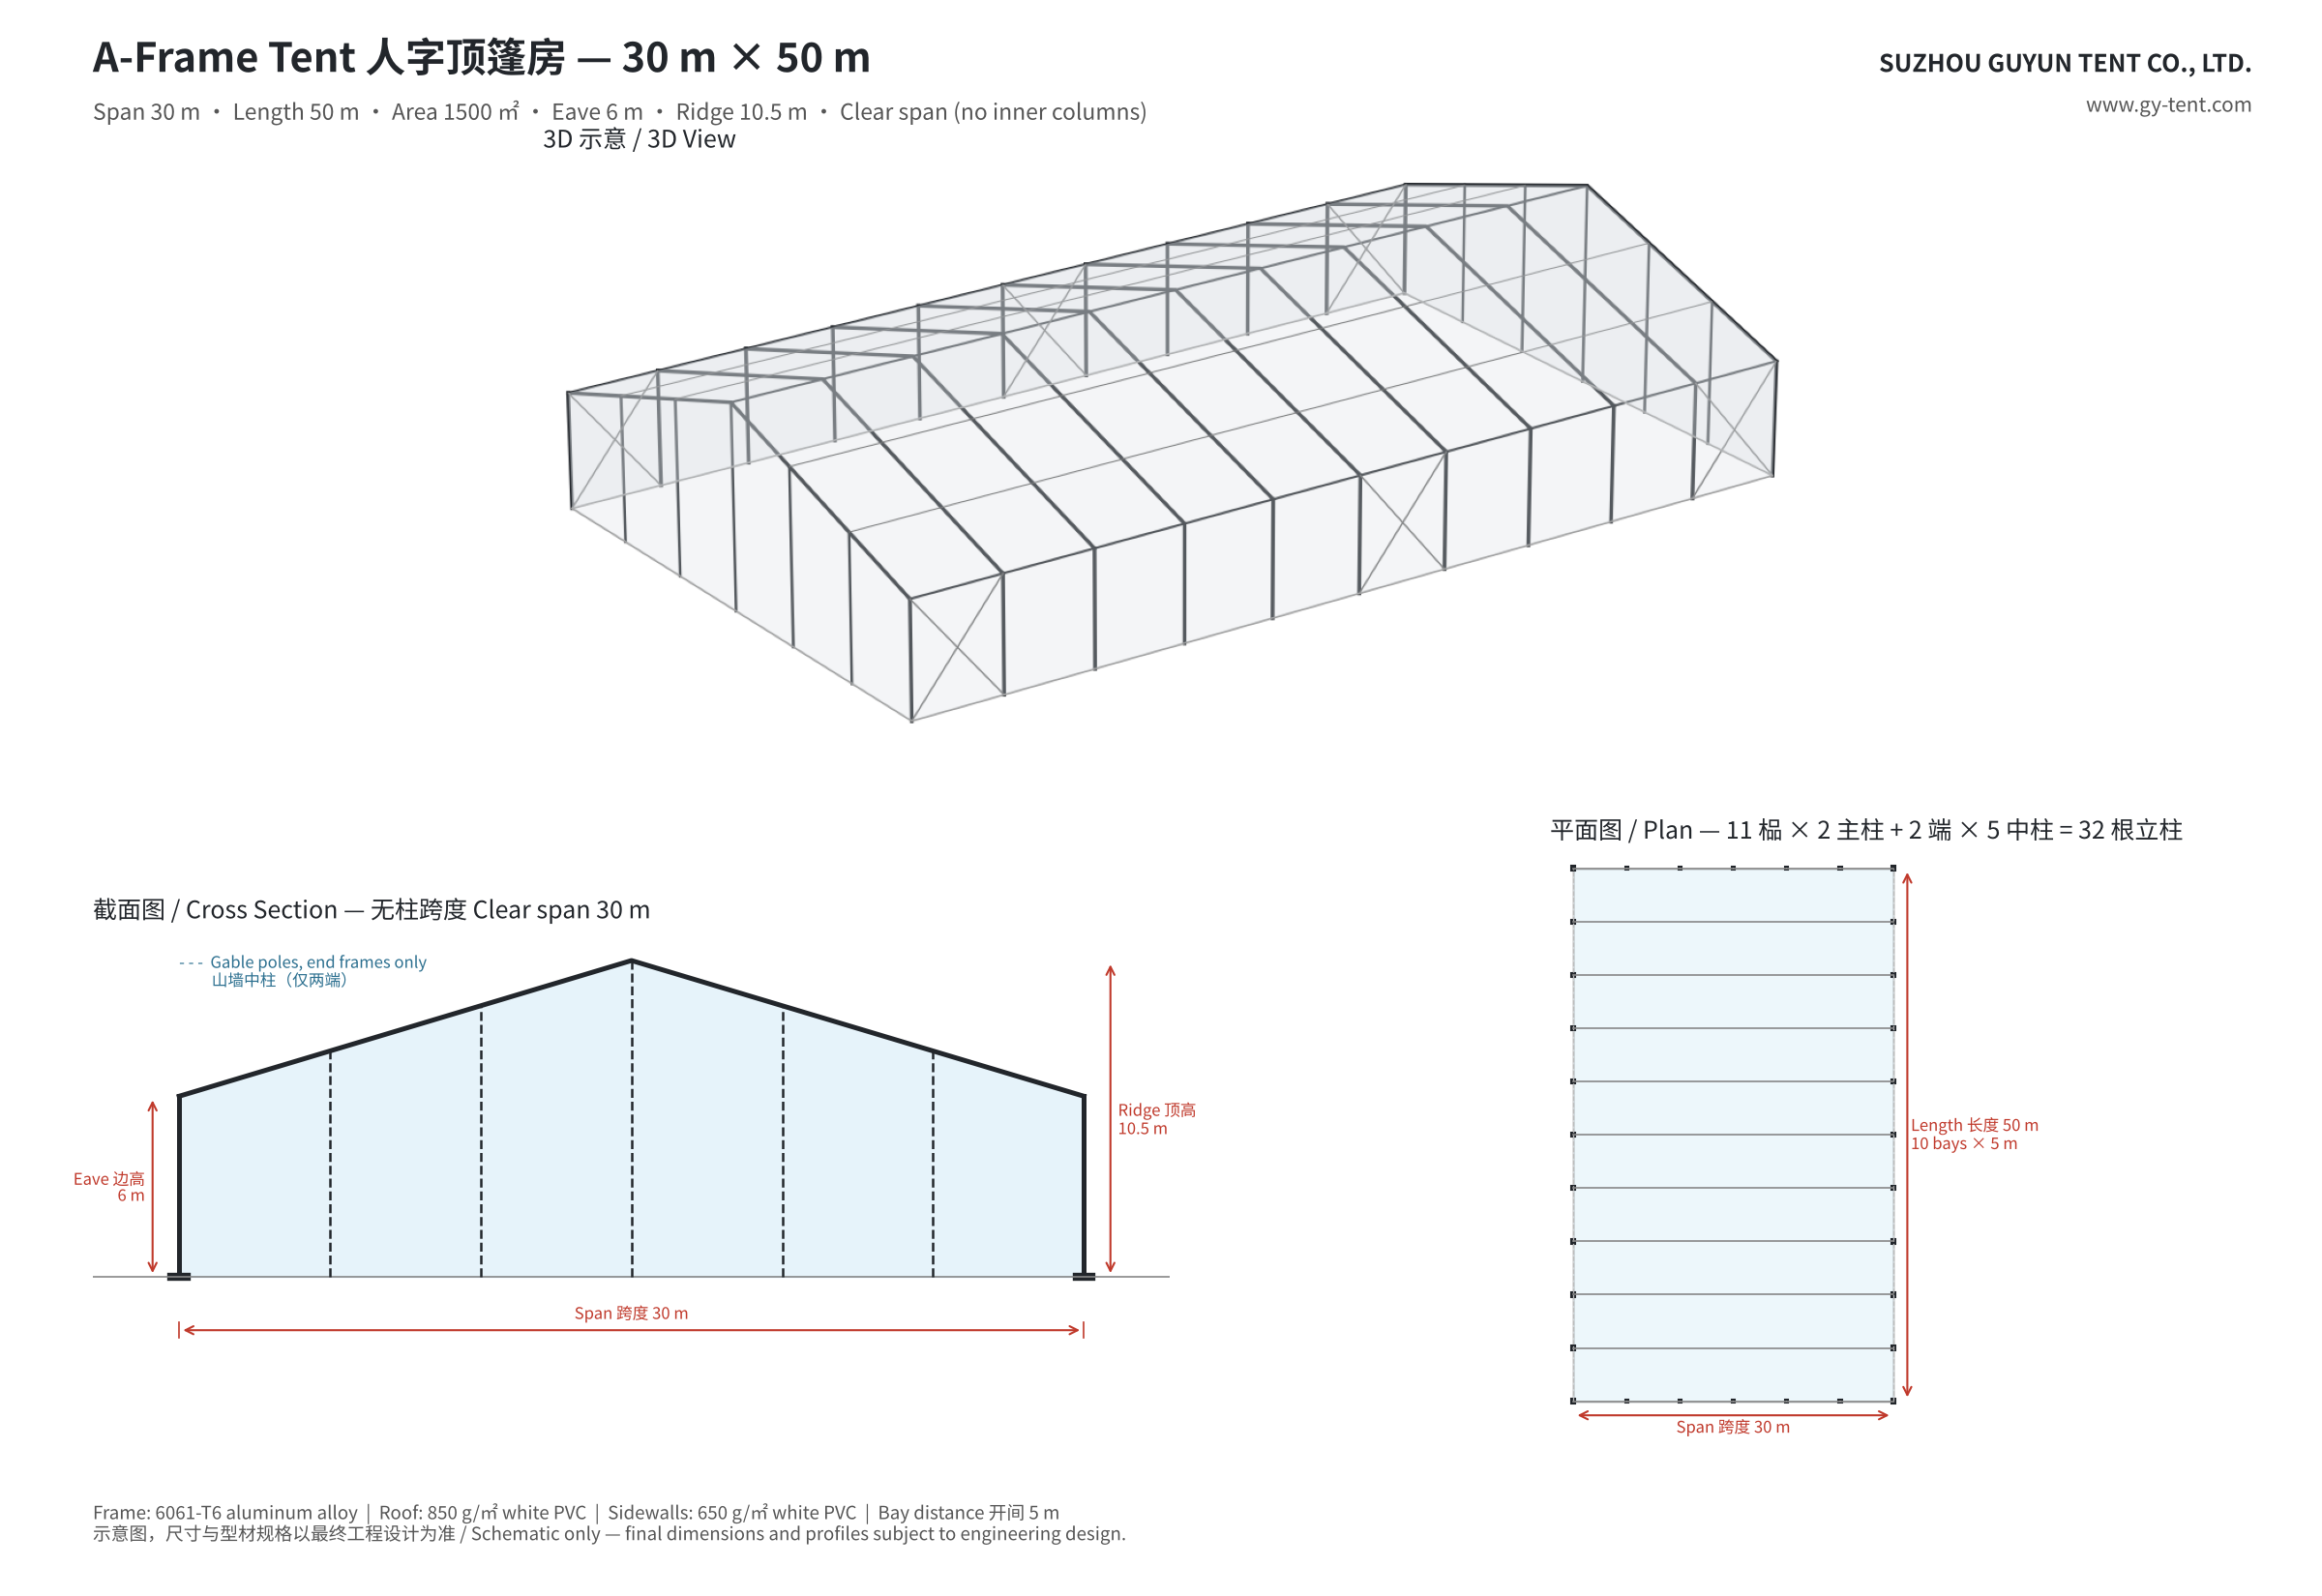 A-Frame Tent 人字顶篷房 — 30 m × 50 m
SUZHOU GUYUN TENT CO., LTD.
Span 30 m • Length 50 m • Area 1500 ㎡ • Eave 6 m • Ridge 10.5 m • Clear span (no inner columns)
www.gy-tent.com
3D 示意 / 3D View
平面图 / Plan — 11 榀 × 2 主柱 + 2 端 × 5 中柱 = 32 根立柱
截面图 / Cross Section — 无柱跨度 Clear span 30 m
--- Gable poles, end frames only
山墙中柱（仅两端）
Ridge 顶高
10.5 m
Eave 边高
6 m
Span 跨度 30 m
Length 长度 50 m
10 bays × 5 m
Span 跨度 30 m
Frame: 6061-T6 aluminum alloy | Roof: 850 g/㎡ white PVC | Sidewalls: 650 g/㎡ white PVC | Bay distance 开间 5 m
示意图，尺寸与型材规格以最终工程设计为准 / Schematic only — final dimensions and profiles subject to engineering design.